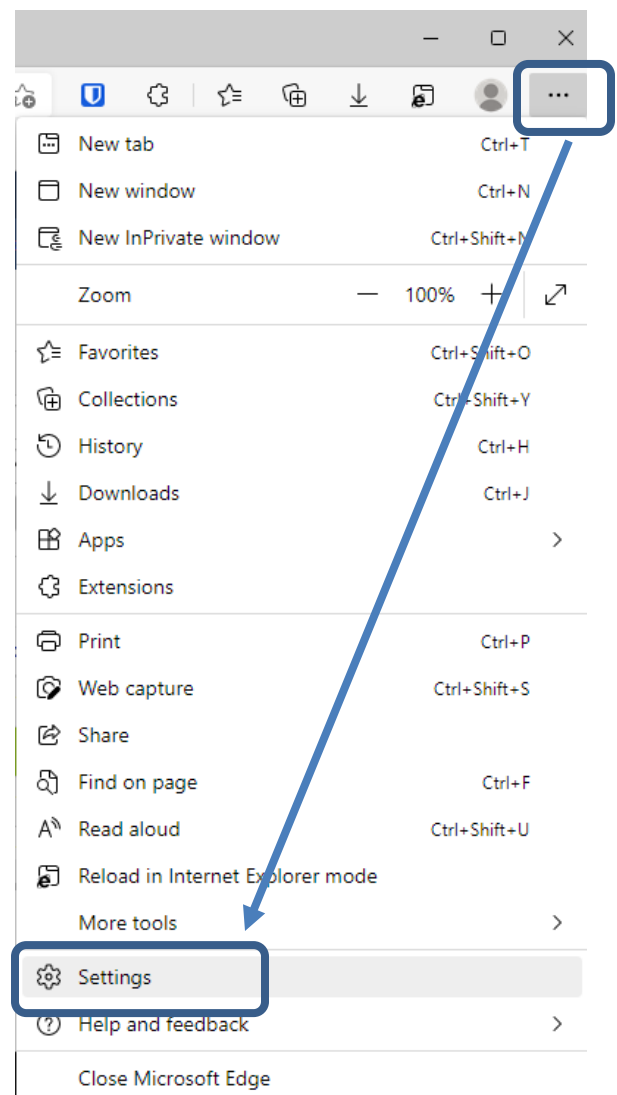 New tab Ctrl+T
New window Ctrl+N
New InPrivate window Ctrl+Shift+N
Zoom 100%
Favorites Ctrl+Shift+O
Collections Ctrl+Shift+Y
History Ctrl+H
Downloads Ctrl+J
Apps
Extensions
Print Ctrl+P
Web capture Ctrl+Shift+S
Share
Find on page Ctrl+F
Read aloud Ctrl+Shift+U
Reload in Internet Explorer mode
More tools
Settings
Help and feedback
Close Microsoft Edge